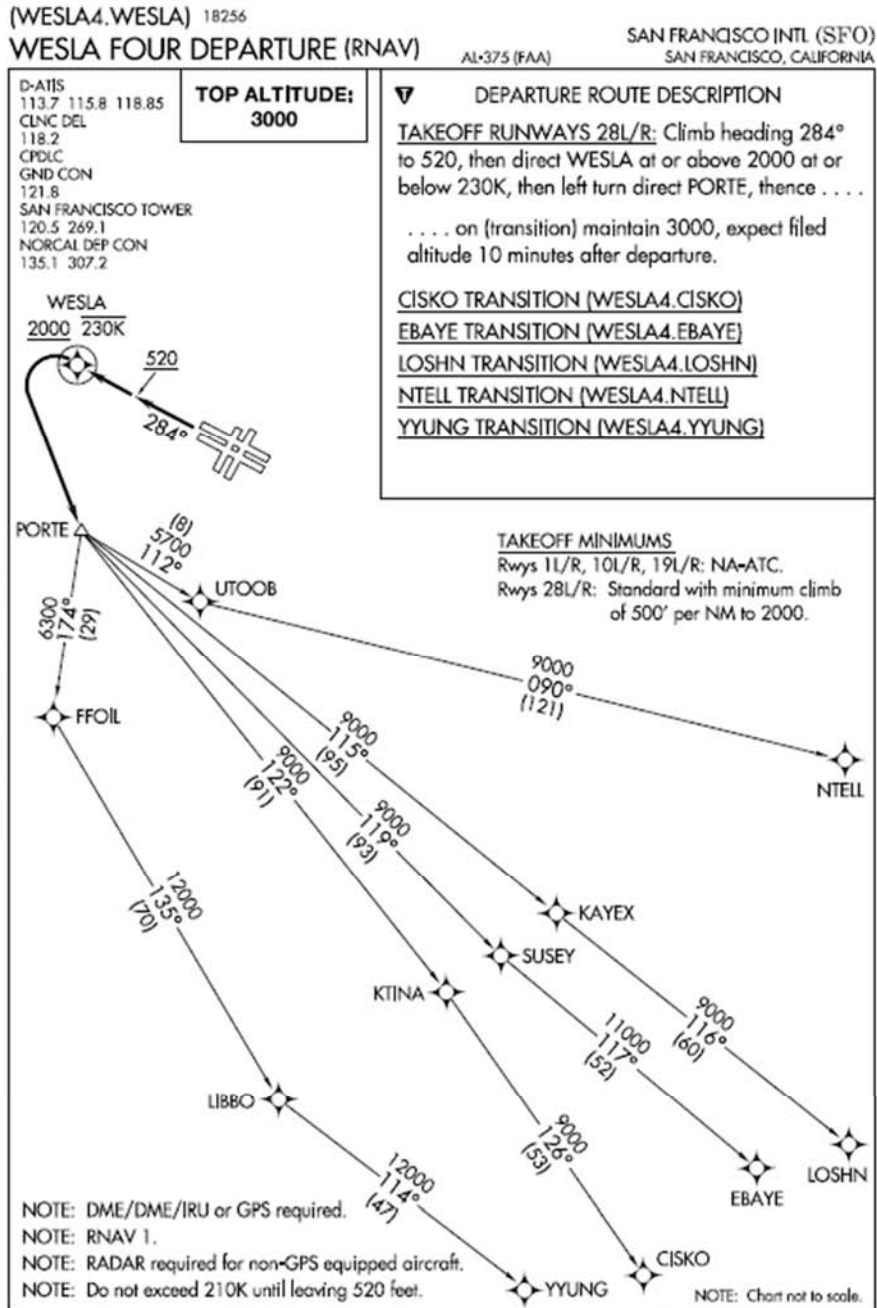 (WESLA4.WESLA) 18256
WESLA FOUR DEPARTURE (RNAV)
AL-375 (FAA)
SAN FRANCISCO INTL (SFO)
SAN FRANCISCO, CALIFORNIA
D-ATIS
113.7 115.8 118.85
CLNC DEL
118.2
CPDLC
GND CON
121.8
SAN FRANCISCO TOWER
120.5 269.1
NORCAL DEP CON
135.1 307.2
TOP ALTITUDE:
3000
T DEPARTURE ROUTE DESCRIPTION
TAKEOFF RUNWAYS 28L/R: Climb heading 284°
to 520, then direct WESLA at or above 2000 at or
below 230K, then left turn direct PORTE, thence . . . .
. . . . on (transition) maintain 3000, expect filed
altitude 10 minutes after departure.
CISKO TRANSITION (WESLA4.CISKO)
EBAYE TRANSITION (WESLA4.EBAYE)
LOSHN TRANSITION (WESLA4.LOSHN)
NTELL TRANSITION (WESLA4.NTELL)
YYUNG TRANSITION (WESLA4.YYUNG)
WESLA
2000 230K
520
284°
PORTE
(8)
5700
112°
UTOOB
TAKEOFF MINIMUMS
Rwys 1L/R, 10L/R, 19L/R: NA-ATC.
Rwys 28L/R: Standard with minimum climb
of 500' per NM to 2000.
6300
174°
(29)
FFOIL
9000
090°
(121)
NTELL
9000
115°
(95)
9000
122°
(91)
9000
119°
(93)
12000
135°
(70)
KAYEX
SUSEY
KTINA
9000
116°
(60)
11000
117°
(52)
LIBBO
9000
126°
(53)
LOSHN
EBAYE
12000
114°
(47)
CISKO
YYUNG
NOTE: DME/DME/IRU or GPS required.
NOTE: RNAV 1.
NOTE: RADAR required for non-GPS equipped aircraft.
NOTE: Do not exceed 210K until leaving 520 feet.
NOTE: Chart not to scale.